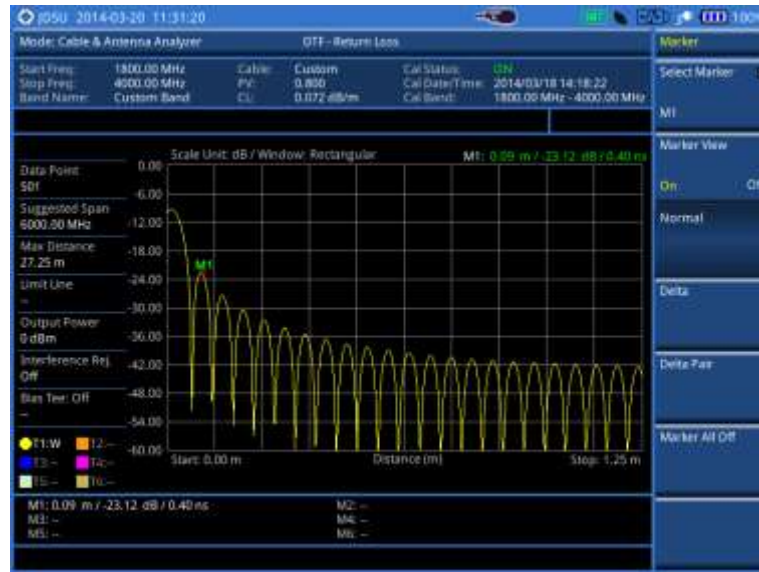 JDSU 2014-03-20 11:31:20 100%
Mode: Cable & Antenna Analyzer DTF - Return Loss
Start Freq: 1800.00 MHz Cable: Custom Cal Status: ON
Stop Freq: 4000.00 MHz PV: 0.800 Cal Date/Time: 2014/03/18 14:18:22
Band Name: Custom Band CL: 0.072 dB/m Cal Band: 1800.00 MHz - 4000.00 MHz
Scale Unit: dB / Window: Rectangular M1: 0.09 m / -23.12 dB / 0.40 ns
Data Point
501
Suggested Span
6000.00 MHz
Max Distance
27.25 m
Limit Line
--
Output Power
0 dBm
Interference Rej.
Off
Bias Tee: Off
--
T1:W T2:--
T3:-- T4:--
T5:-- T6:--
0.00
-6.00
-12.00
-18.00
-24.00
-30.00
-36.00
-42.00
-48.00
-54.00
-60.00
M1
Start: 0.00 m Distance (m) Stop: 1.25 m
M1: 0.09 m / -23.12 dB / 0.40 ns M2: --
M3: -- M4: --
M5: -- M6: --
Marker
Select Marker
M1
Marker View
On Of
Normal
Delta
Delta Pair
Marker All Off